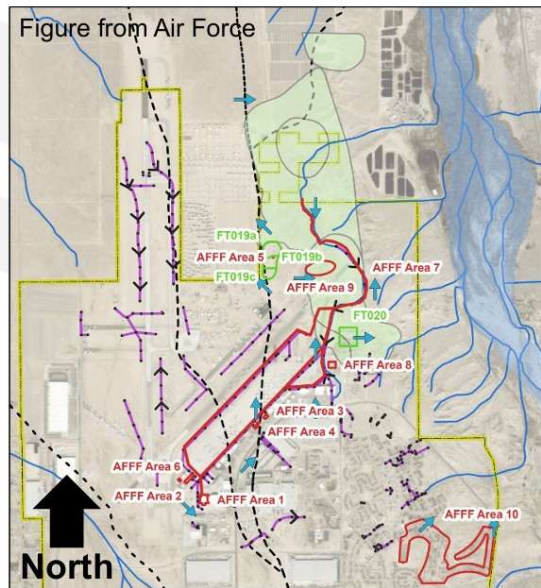 Figure from Air Force
FT019a
AFFF Area 5
FT019b
FT019c
AFFF Area 7
AFFF Area 9
FT020
AFFF Area 8
AFFF Area 3
AFFF Area 4
AFFF Area 6
AFFF Area 2
AFFF Area 1
AFFF Area 10
North